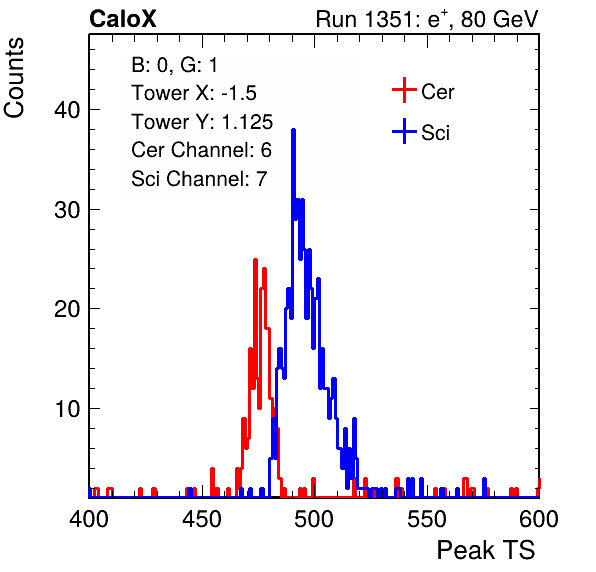 CaloX Run 1351: e⁺, 80 GeV
Counts
B: 0, G: 1
Tower X: -1.5
Tower Y: 1.125
Cer Channel: 6
Sci Channel: 7
Cer
Sci
40
30
20
10
400 450 500 550 600
Peak TS